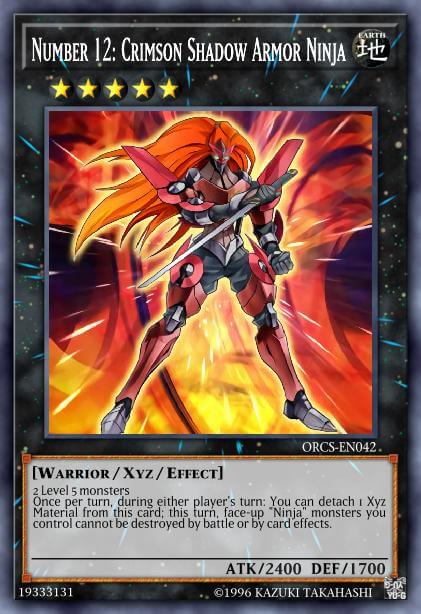 NUMBER 12: CRIMSON SHADOW ARMOR NINJA
EARTH
地
ORCS-EN042
[WARRIOR / XYZ / EFFECT]
2 Level 5 monsters
Once per turn, during either player's turn: You can detach 1 Xyz
Material from this card; this turn, face-up "Ninja" monsters you
control cannot be destroyed by battle or by card effects.
ATK/2400 DEF/1700
19333131
©1996 KAZUKI TAKAHASHI